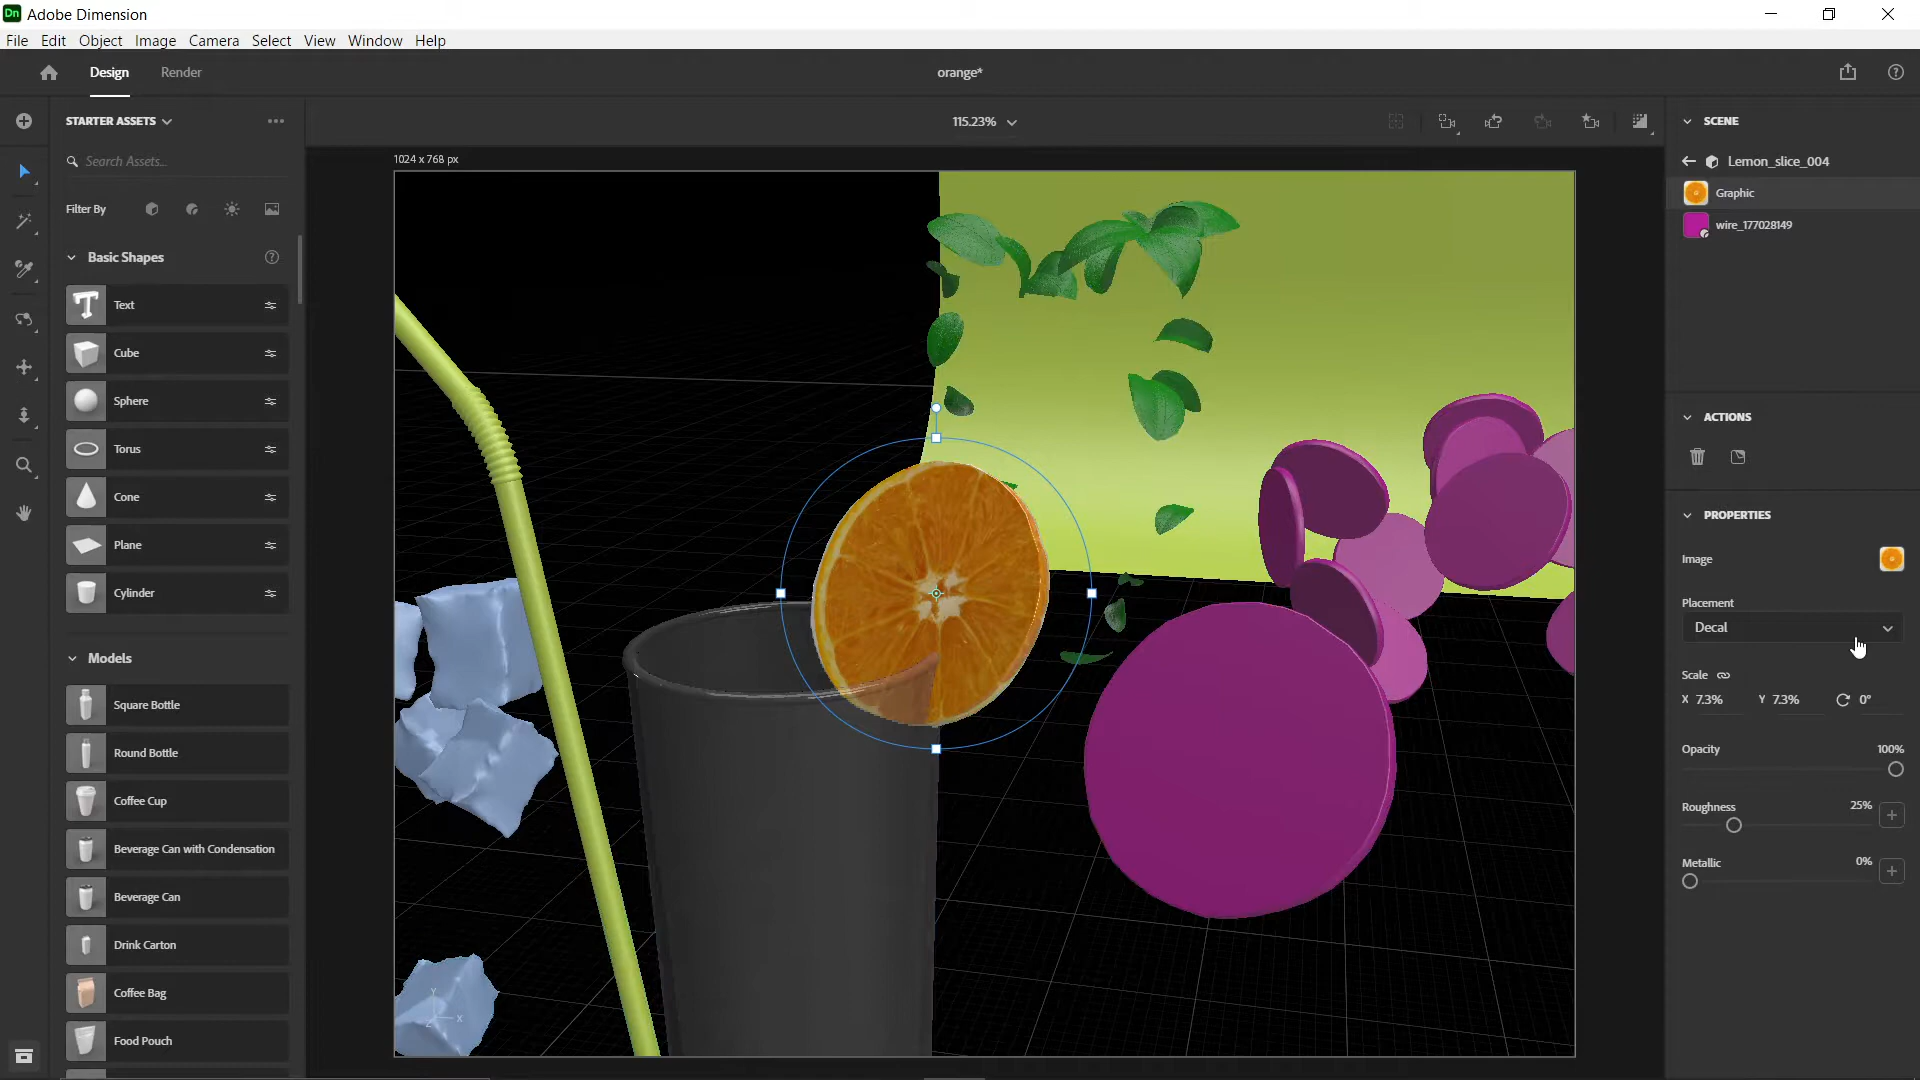 Dn Adobe Dimension
File Edit Object Image Camera Select View Window Help
Design Render orange*
STARTER ASSETS
115.23%
SCENE
1024 x 768 px
Search Assets...
Lemon_slice_004
Graphic
Filter By
wire_177028149
Basic Shapes
Text
Cube
Sphere
Torus
Cone
Plane
Cylinder
Models
Square Bottle
Round Bottle
Coffee Cup
Beverage Can with Condensation
Beverage Can
Drink Carton
Coffee Bag
Food Pouch
Y
Z X
ACTIONS
PROPERTIES
Image
Placement
Decal
Scale
X 7.3% Y 7.3% 0°
Opacity 100%
Roughness 25%
Metallic 0%